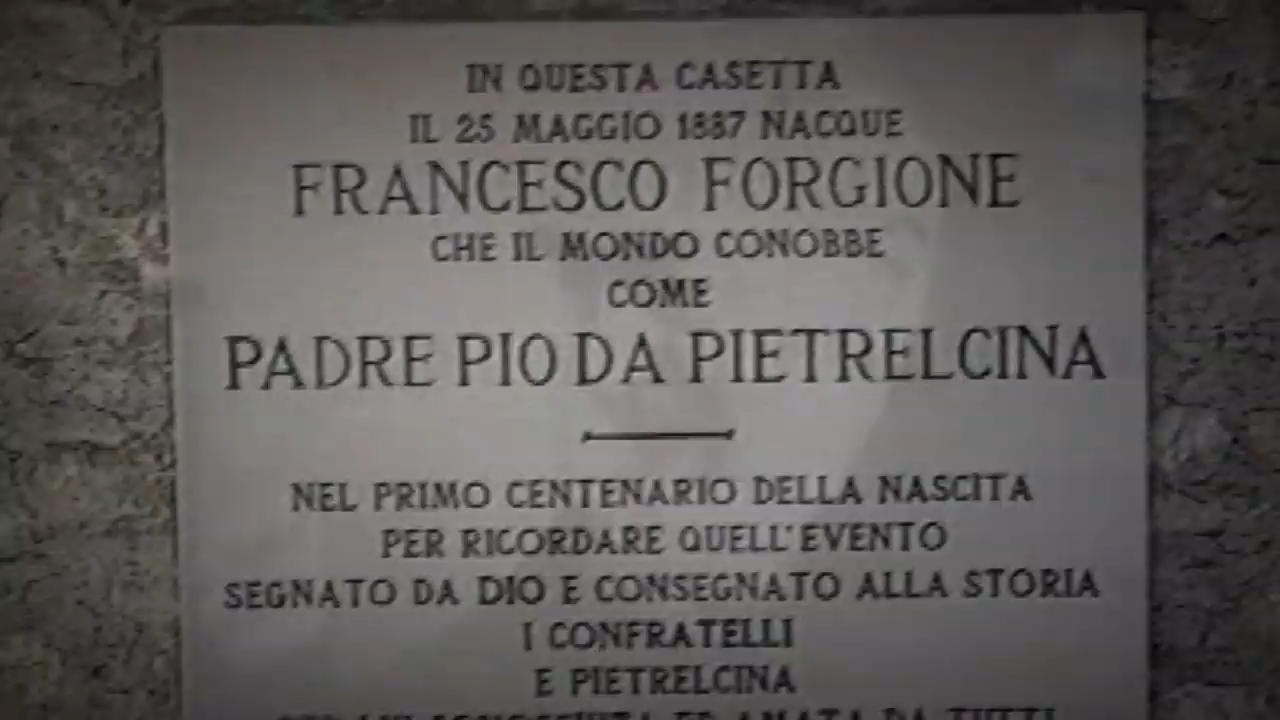 IN QUESTA CASETTA
IL 25 MAGGIO 1887 NACQUE
FRANCESCO FORGIONE
CHE IL MONDO CONOBBE
COME
PADRE PIO DA PIETRELCINA
NEL PRIMO CENTENARIO DELLA NASCITA
PER RICORDARE QUELL'EVENTO
SEGNATO DA DIO E CONSEGNATO ALLA STORIA
I CONFRATELLI
E PIETRELCINA